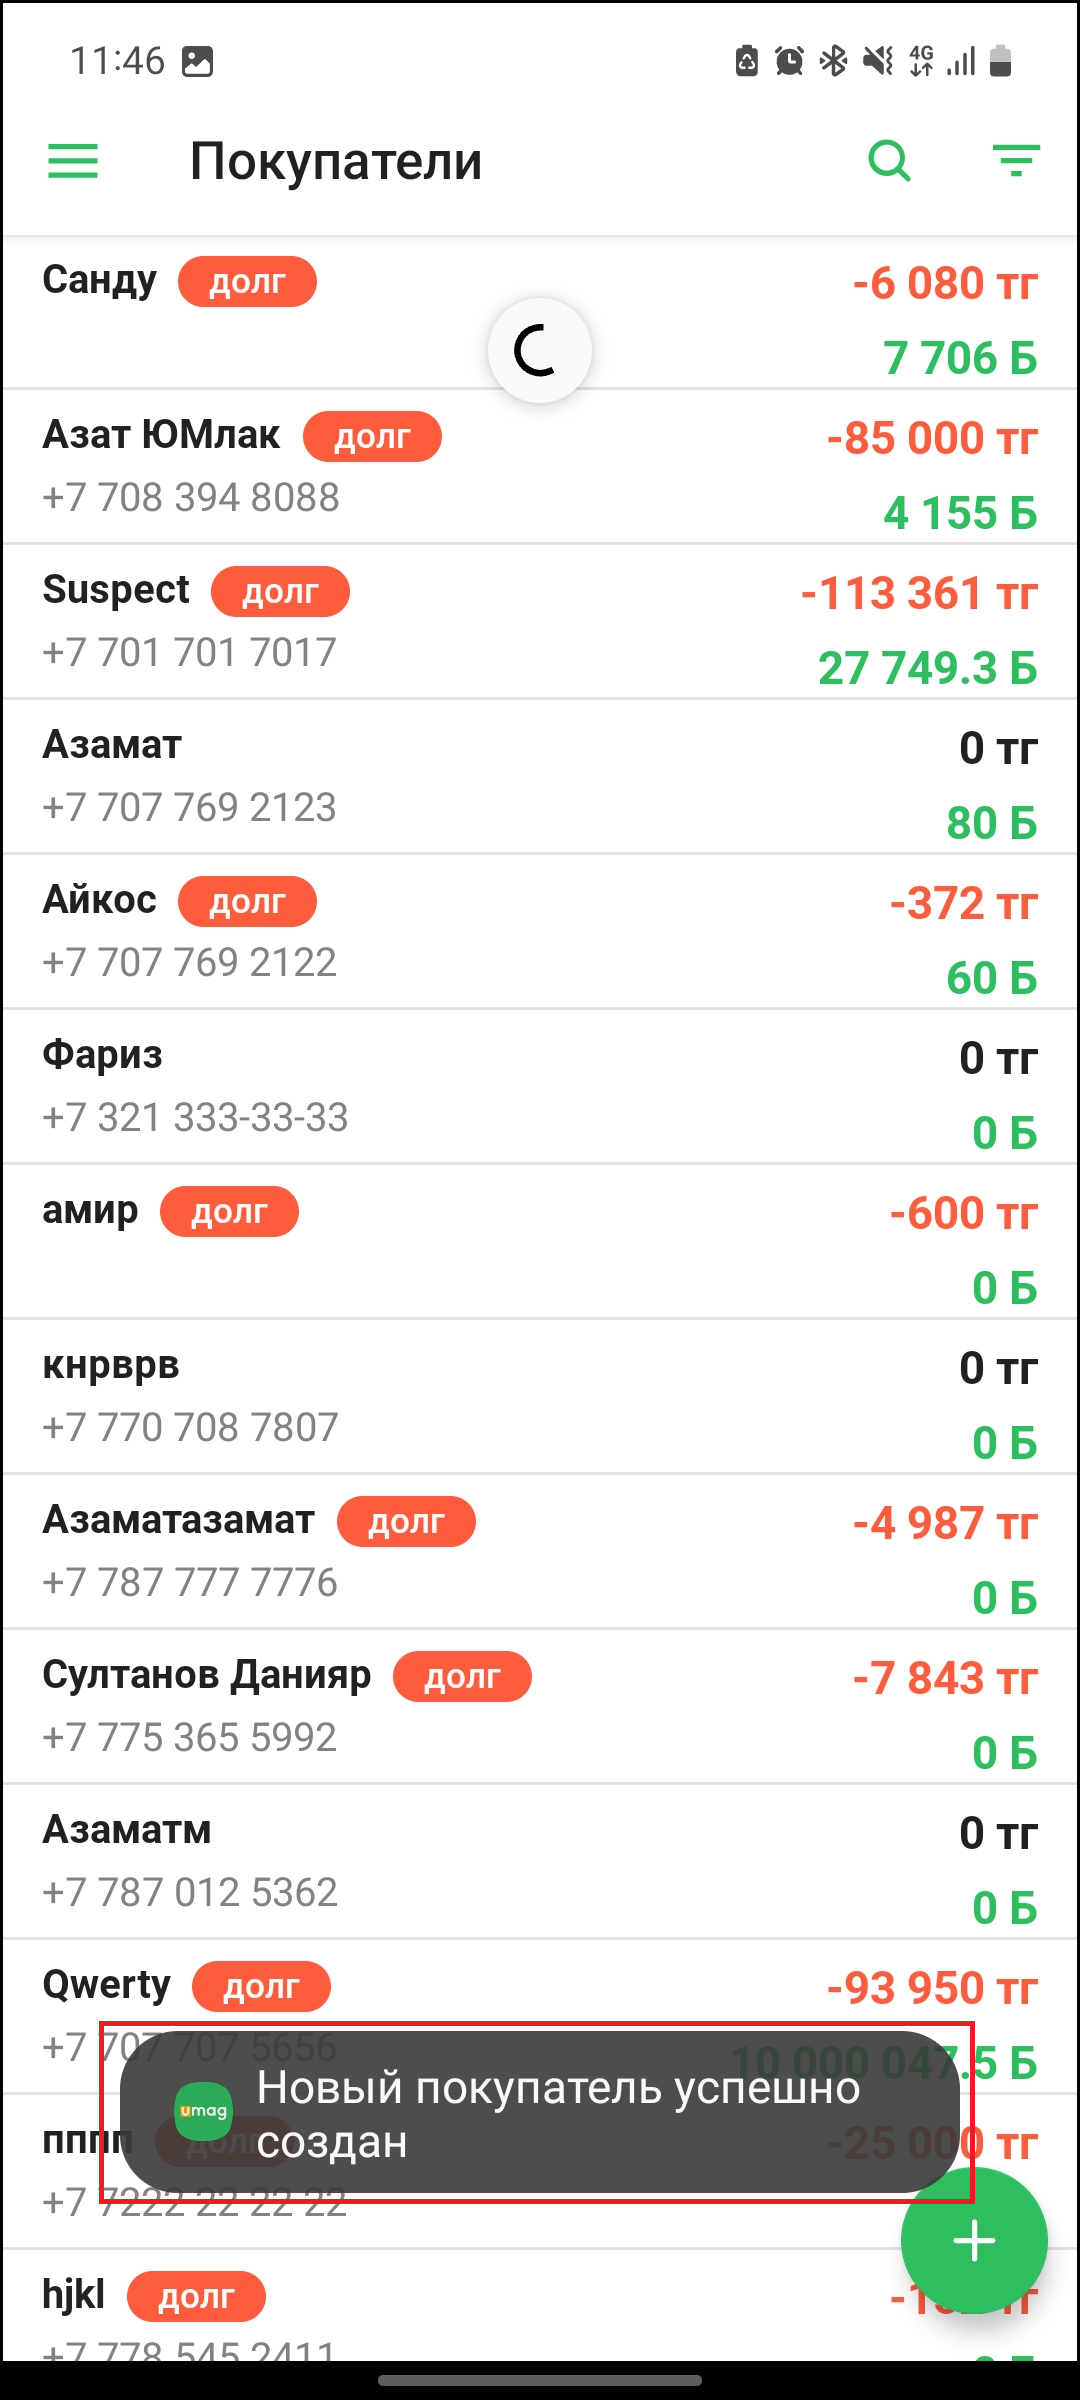 11:46 4G
Покупатели
Санду долг -6 080 тг
7 706 Б
Азат ЮМлак долг -85 000 тг
+7 708 394 8088 4 155 Б
Suspect долг -113 361 тг
+7 701 701 7017 27 749.3 Б
Азамат 0 тг
+7 707 769 2123 80 Б
Айкос долг -372 тг
+7 707 769 2122 60 Б
Фариз 0 тг
+7 321 333-33-33 0 Б
амир долг -600 тг
0 Б
кнрврв 0 тг
+7 770 708 7807 0 Б
Азаматазамат долг -4 987 тг
+7 787 777 7776 0 Б
Султанов Данияр долг -7 843 тг
+7 775 365 5992 0 Б
Азаматм 0 тг
+7 787 012 5362 0 Б
Qwerty долг -93 950 тг
+7 707 707 5656 10 000 047.5 Б
umag Новый покупатель успешно
создан
пппп долг -25 000 тг
+7 7222 22 22 22
hjkl долг
+7 778 545 2411